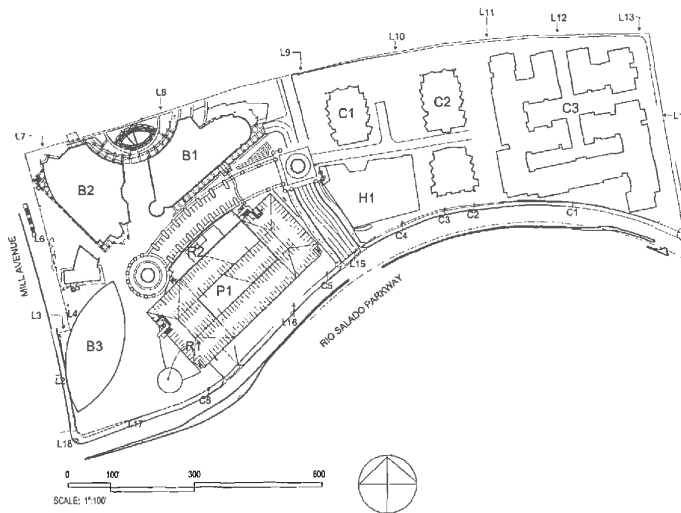 L13
L12
L11
L10
L9
L8
L7
C1
C2
C3
B1
B2
H1
L6
MILL AVENUE
C1
C2
C3
C4
R2
P1
L15
C5
L16
RIO SALADO PARKWAY
L3
L4
B3
R1
L2
C8
L17
L18
0 100' 300 600
SCALE: 1":100'